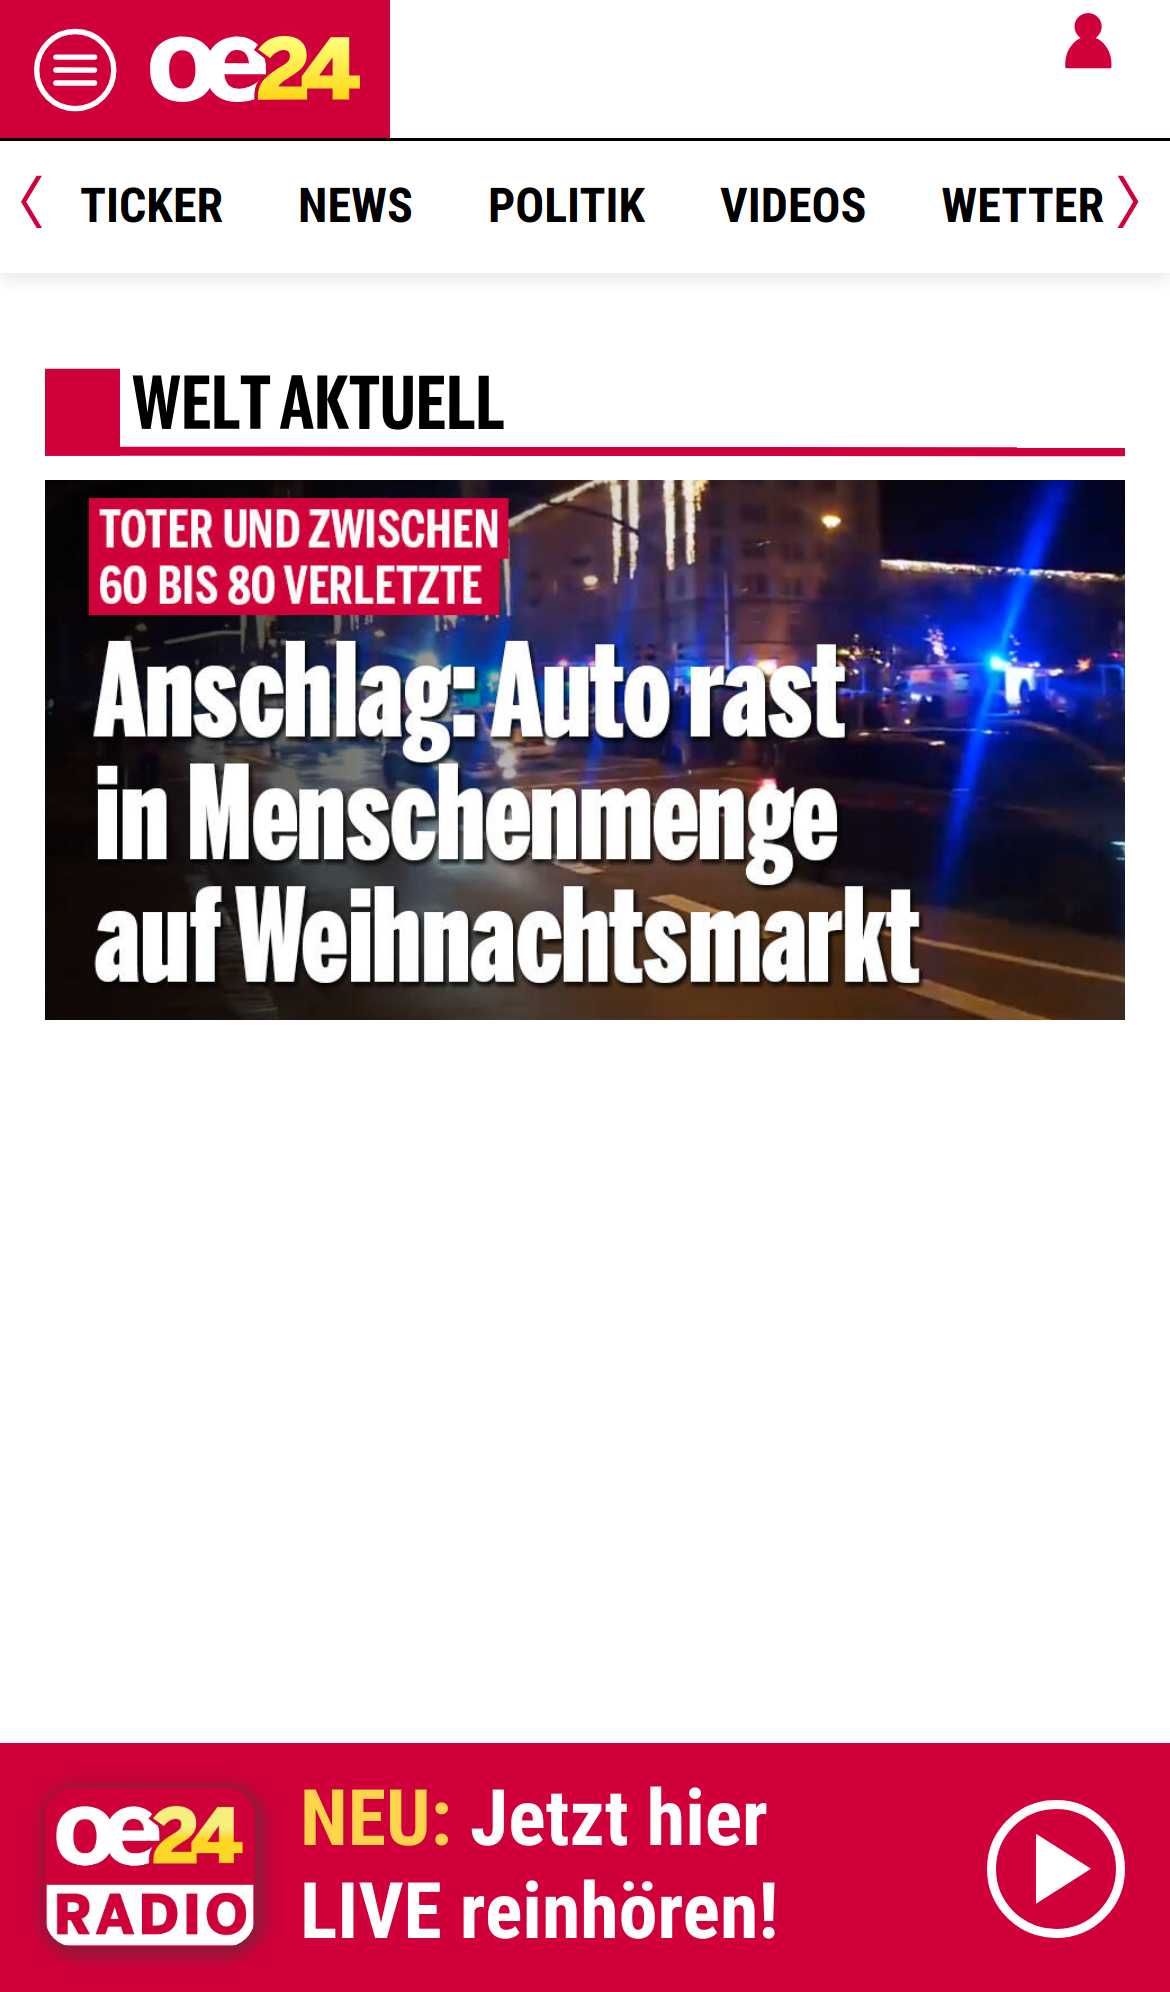 oe24
TICKER NEWS POLITIK VIDEOS WETTER
WELT AKTUELL
TOTER UND ZWISCHEN
60 BIS 80 VERLETZTE
Anschlag: Auto rast
in Menschenmenge
auf Weihnachtsmarkt
oe24
RADIO
NEU: Jetzt hier
LIVE reinhören!